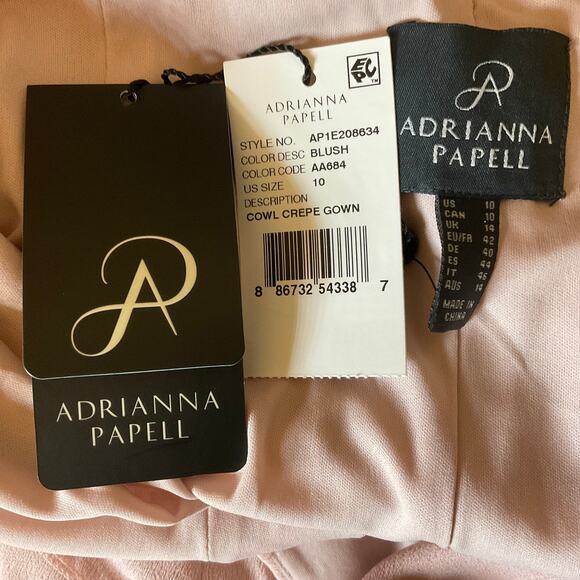 AP
ADRIANNA
PAPELL
EC
PC™
ADRIANNA
PAPELL
STYLE NO. AP1E208634
COLOR DESC BLUSH
COLOR CODE AA684
US SIZE 10
DESCRIPTION
COWL CREPE GOWN
8 86732 54338 7
AP
ADRIANNA
PAPELL
US 10
CAN 10
UK 14
EU/FR 42
DE 40
ES 44
IT 46
AUS 14
MADE IN
CHINA